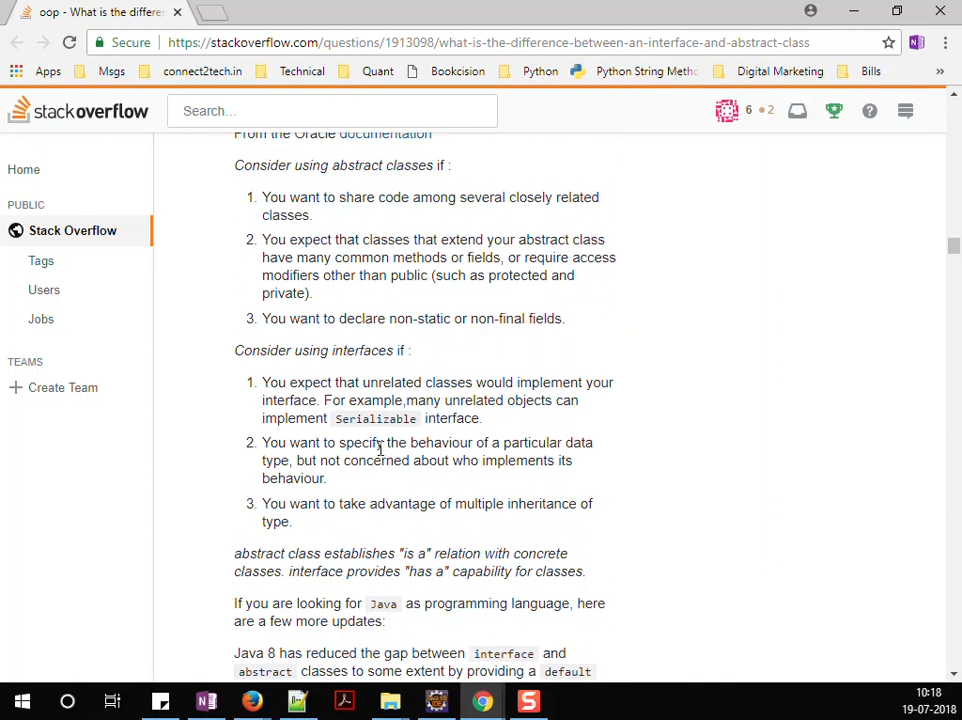 oop - What is the differe
Secure
https://stackoverflow.com/questions/1913098/what-is-the-difference-between-an-interface-and-abstract-class
Apps Msgs connect2tech.in Technical Quant Bookcision Python Python String Metho Digital Marketing Bills »
stackoverflow Search... 6 2
From the Oracle documentation
Home
PUBLIC
Stack Overflow
Tags
Users
Jobs
TEAMS
Create Team
Consider using abstract classes if :
1. You want to share code among several closely related
classes.
2. You expect that classes that extend your abstract class
have many common methods or fields, or require access
modifiers other than public (such as protected and
private).
3. You want to declare non-static or non-final fields.
Consider using interfaces if :
1. You expect that unrelated classes would implement your
interface. For example,many unrelated objects can
implement Serializable interface.
2. You want to specify the behaviour of a particular data
type, but not concerned about who implements its
behaviour.
3. You want to take advantage of multiple inheritance of
type.
abstract class establishes "is a" relation with concrete
classes. interface provides "has a" capability for classes.
If you are looking for Java as programming language, here
are a few more updates:
Java 8 has reduced the gap between interface and
abstract classes to some extent by providing a default
10:18
19-07-2018